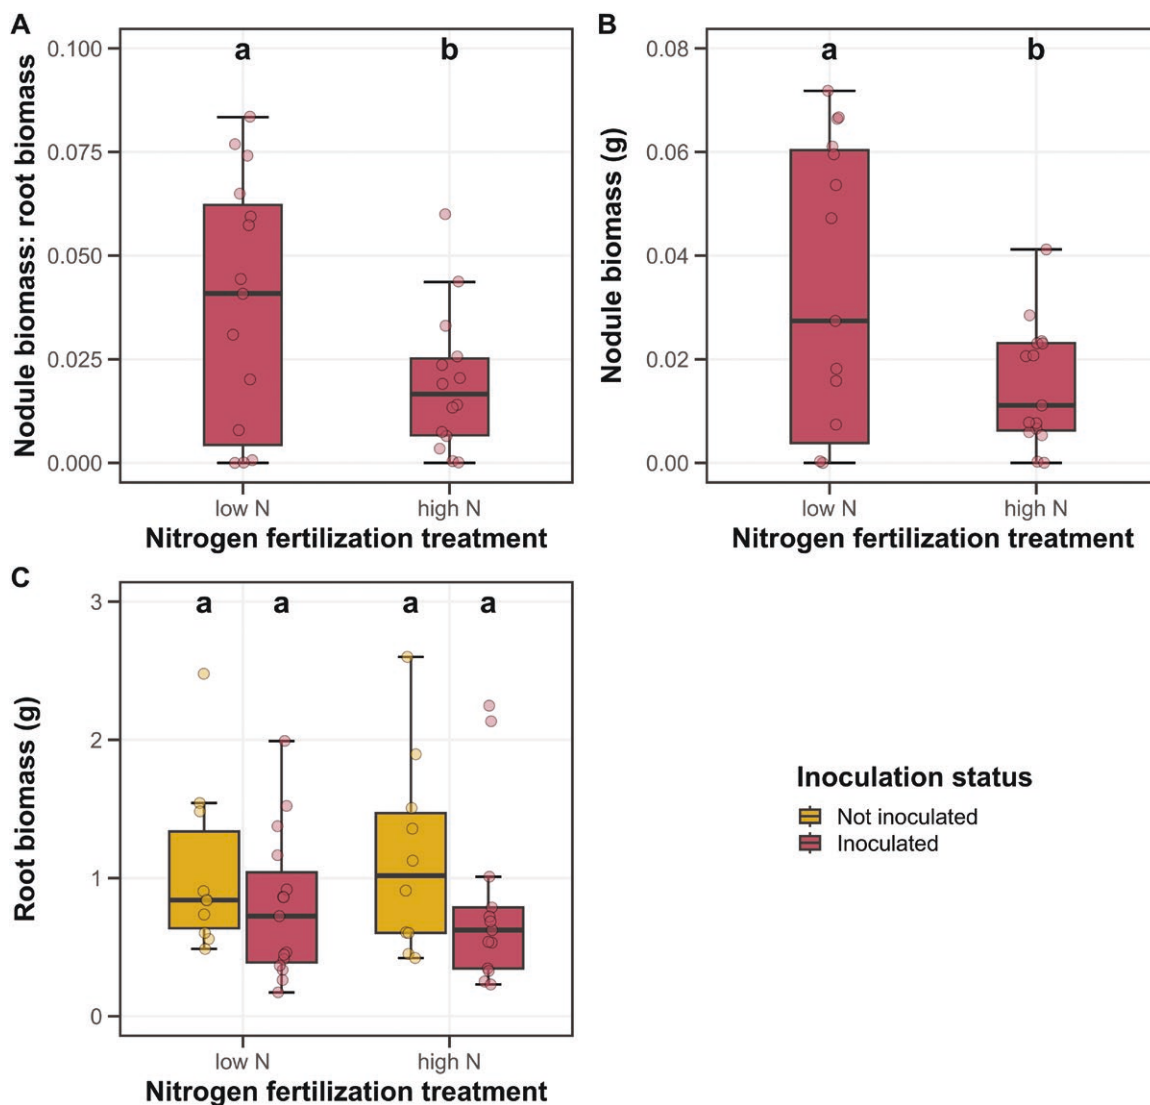 A
Nodule biomass: root biomass
0.100
0.075
0.050
0.025
0.000
a b
low N high N
Nitrogen fertilization treatment
B
Nodule biomass (g)
0.08
0.06
0.04
0.02
0.00
a b
low N high N
Nitrogen fertilization treatment
C
Root biomass (g)
3
2
1
0
a a a a
low N high N
Nitrogen fertilization treatment
Inoculation status
Not inoculated
Inoculated